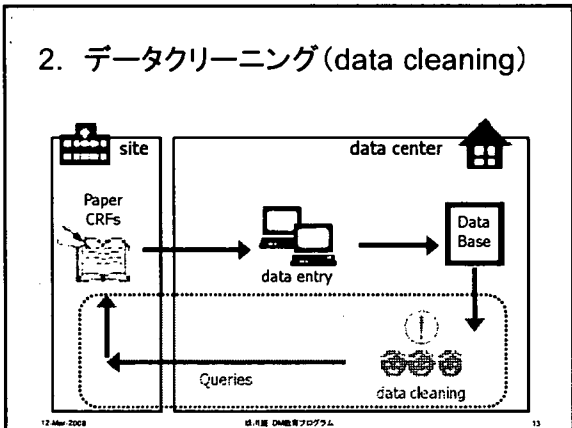 2. データクリーニング(data cleaning)
site
data center
Paper
CRFs
data entry
Data
Base
Queries
data cleaning
12-Mar-2008
DM教育プログラム
13